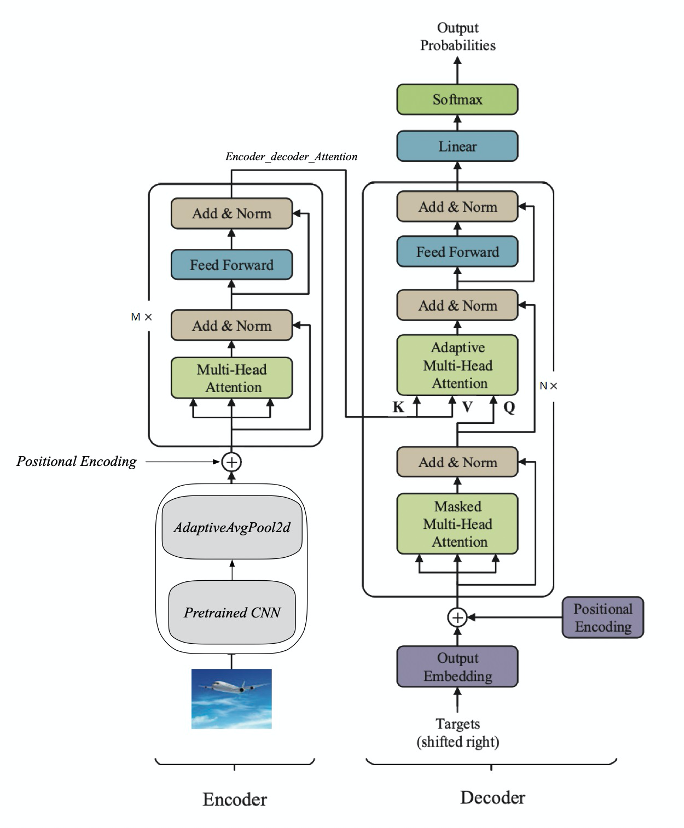 Output
Probabilities
Softmax
Linear
Encoder_decoder_Attention
Add & Norm
Feed Forward
Add & Norm
Multi-Head
Attention
M ×
Positional Encoding
AdaptiveAvgPool2d
Pretrained CNN
Add & Norm
Feed Forward
Add & Norm
Adaptive
Multi-Head
Attention
K V Q
N ×
Add & Norm
Masked
Multi-Head
Attention
Positional
Encoding
Output
Embedding
Targets
(shifted right)
Encoder
Decoder